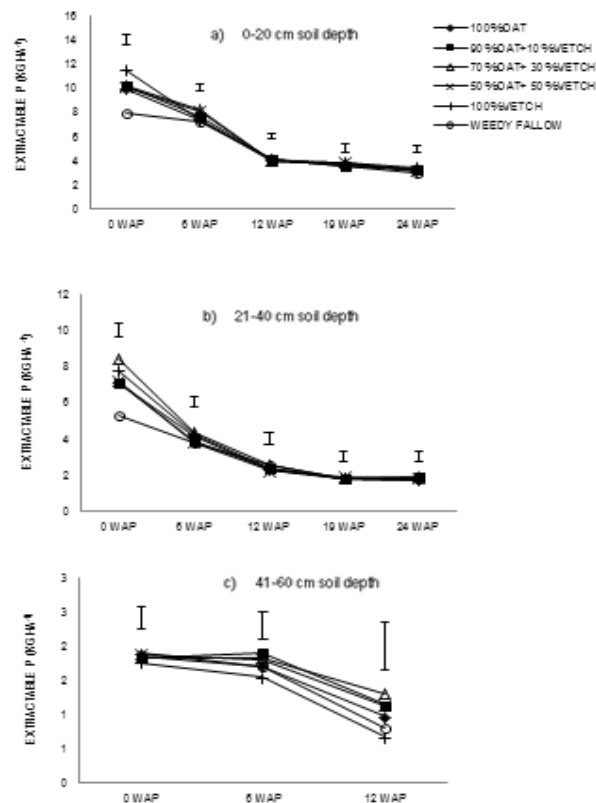 a) 0-20 cm soil depth
EXTRACTABLE P (KG HA⁻¹)
16
14
12
10
8
6
4
2
0
0 WAP 6 WAP 12 WAP 19 WAP 24 WAP
100%OAT
90%OAT+10%VETCH
70%OAT+ 30%VETCH
50%OAT+ 50%VETCH
100%VETCH
WEEDY FALLOW
b) 21-40 cm soil depth
EXTRACTABLE P (KG HA⁻¹)
12
10
8
6
4
2
0
0 WAP 6 WAP 12 WAP 19 WAP 24 WAP
c) 41-60 cm soil depth
EXTRACTABLE P (KG HA⁻¹)
3
3
2
2
1
1
0
0 WAP 6 WAP 12 WAP